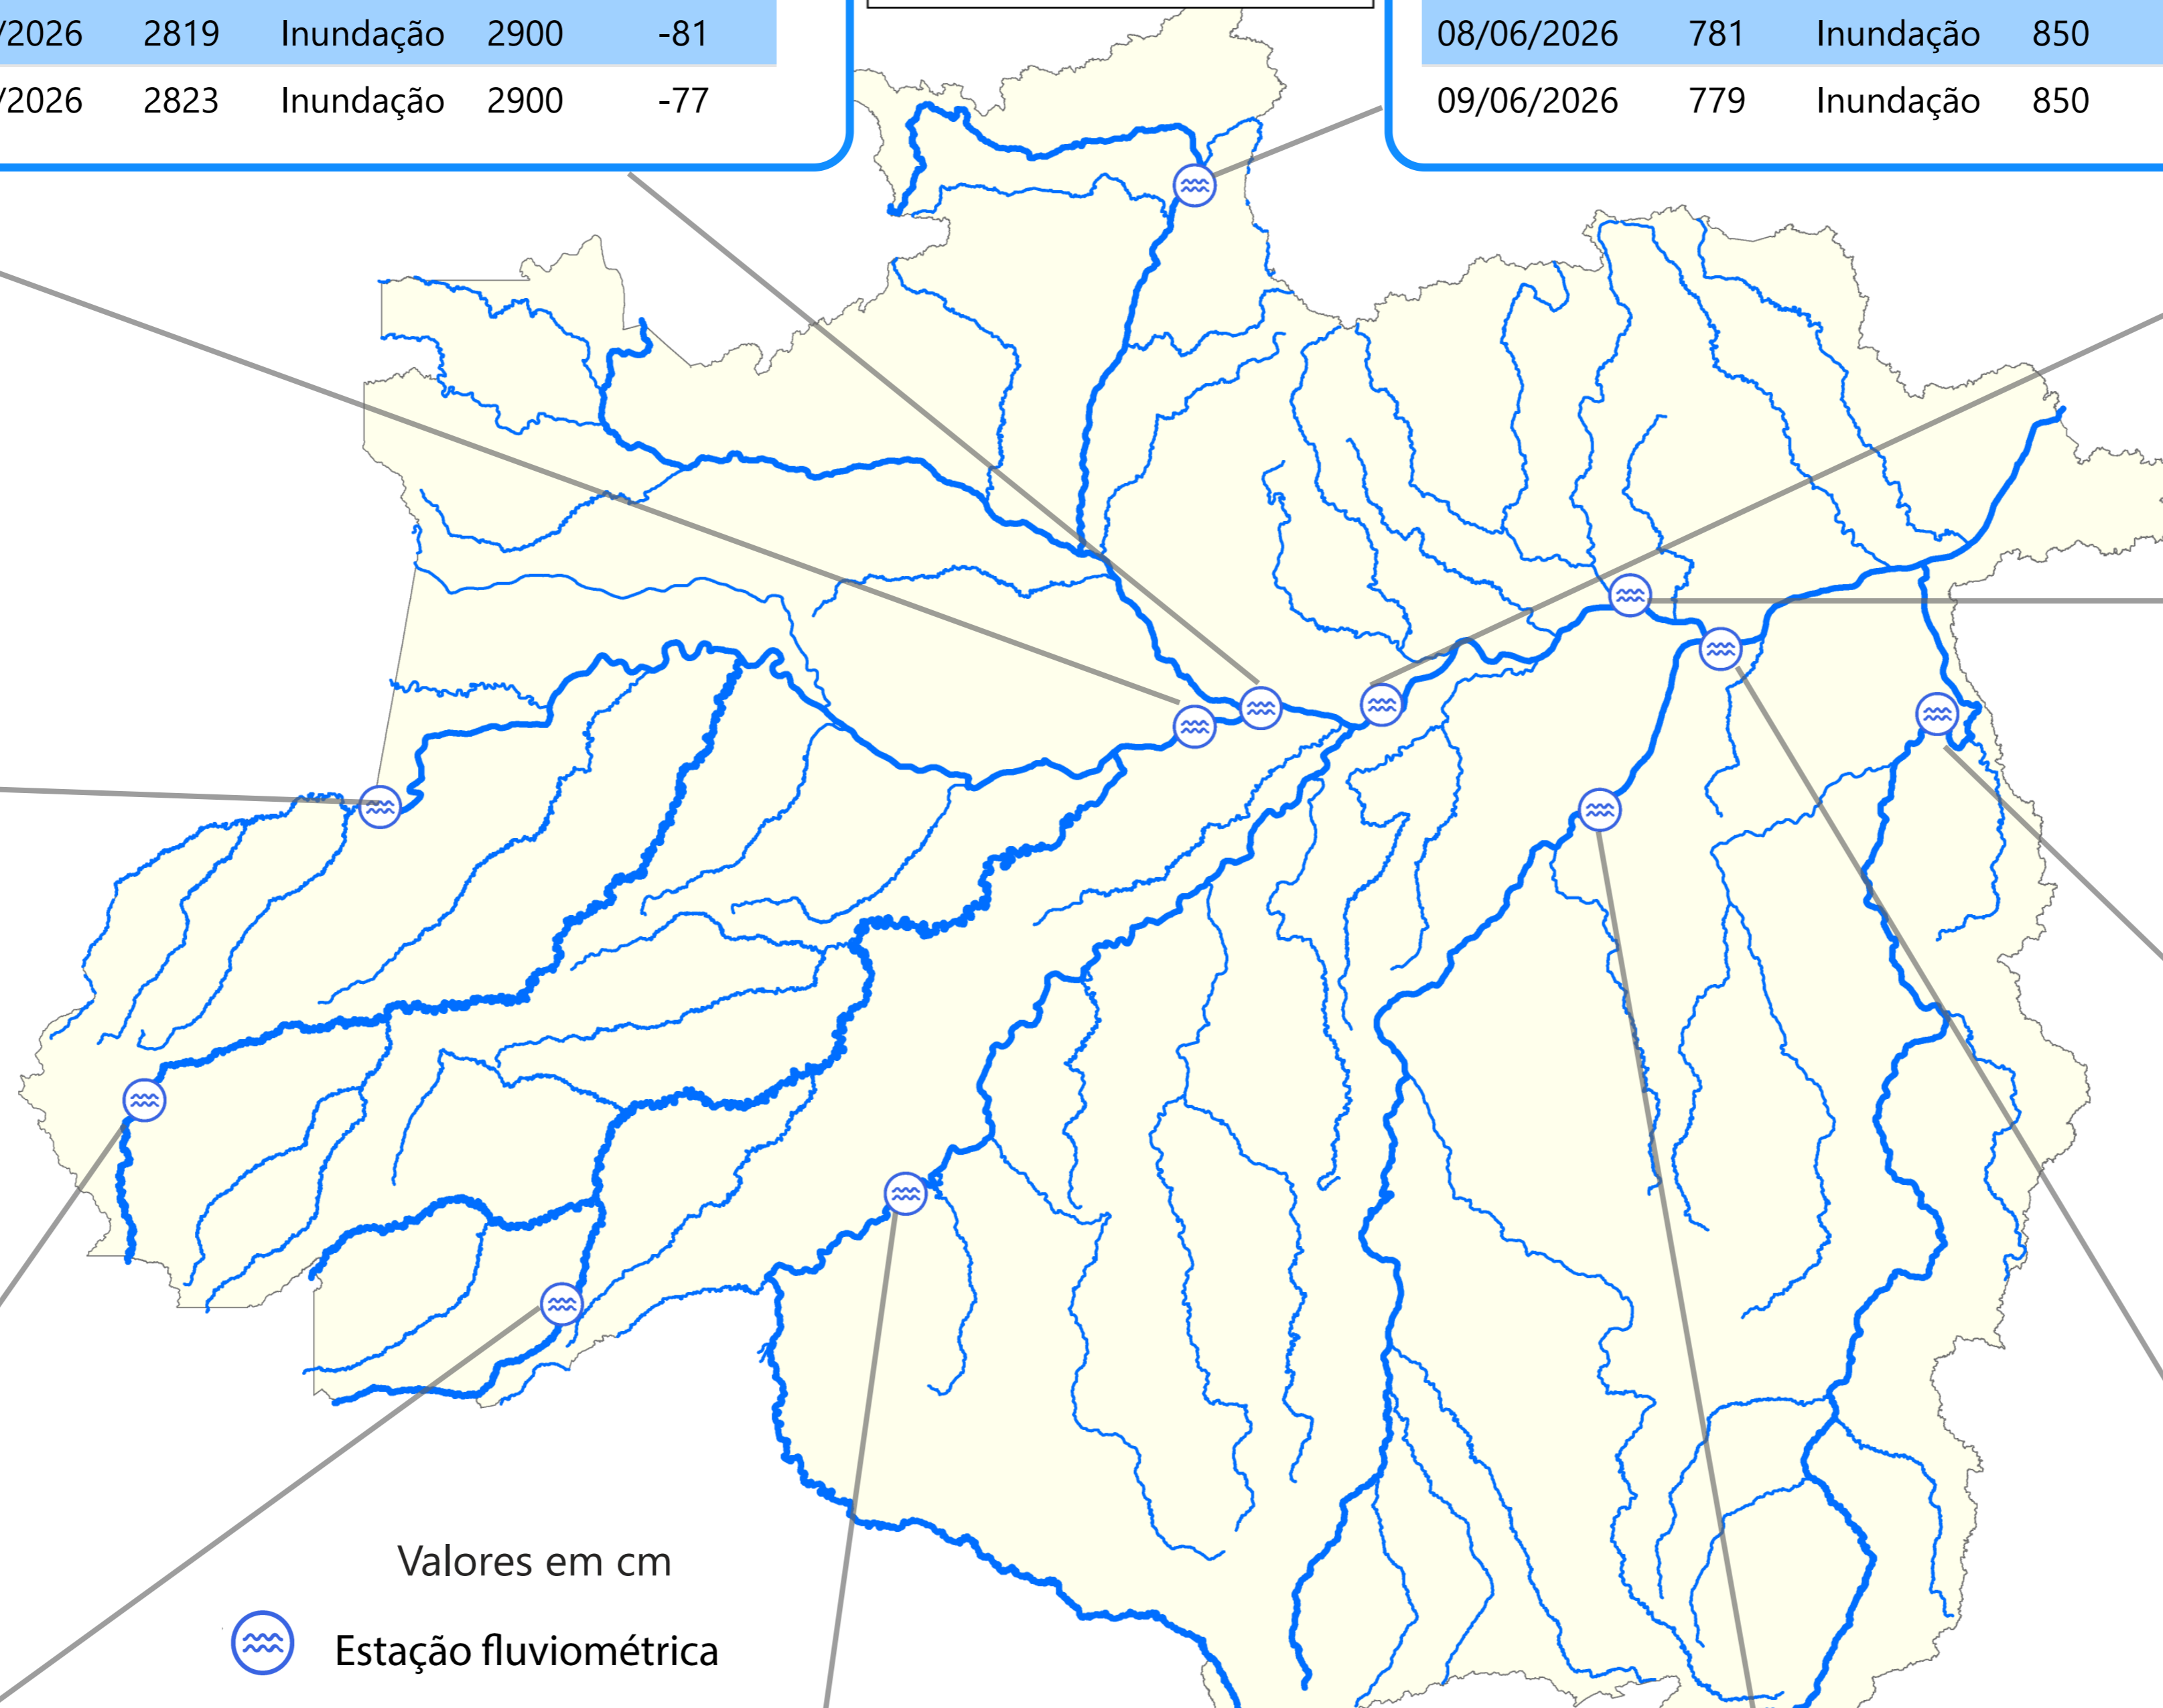 /2026 2819 Inundação 2900 -81
/2026 2823 Inundação 2900 -77
08/06/2026 781 Inundação 850
09/06/2026 779 Inundação 850
Valores em cm
Estação fluviométrica